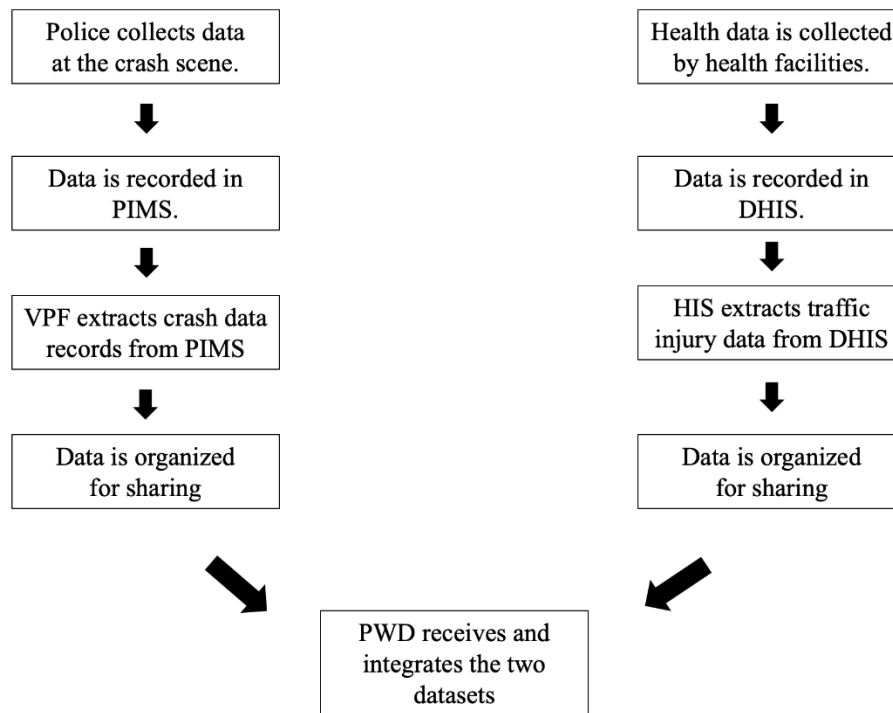 Police collects data
at the crash scene.
Data is recorded in
PIMS.
VPF extracts crash data
records from PIMS
Data is organized
for sharing
Health data is collected
by health facilities.
Data is recorded in
DHIS.
HIS extracts traffic
injury data from DHIS
Data is organized
for sharing
PWD receives and
integrates the two
datasets